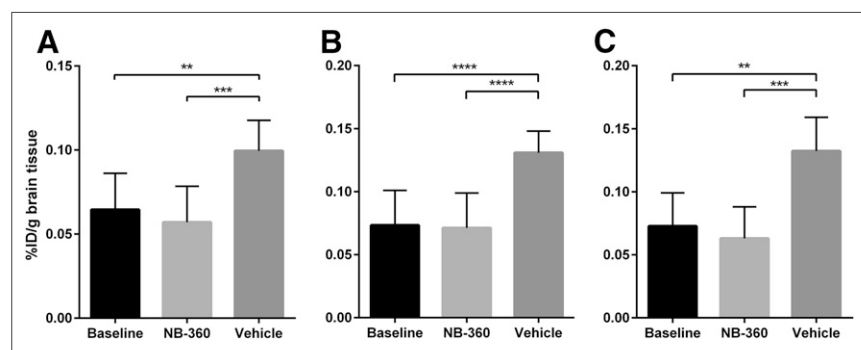 A
B
C
%ID/g brain tissue
0.15
0.10
0.05
0.00
**
***
Baseline
NB-360
Vehicle
0.20
0.15
0.10
0.05
0.00
****
****
Baseline
NB-360
Vehicle
0.20
0.15
0.10
0.05
0.00
**
***
Baseline
NB-360
Vehicle